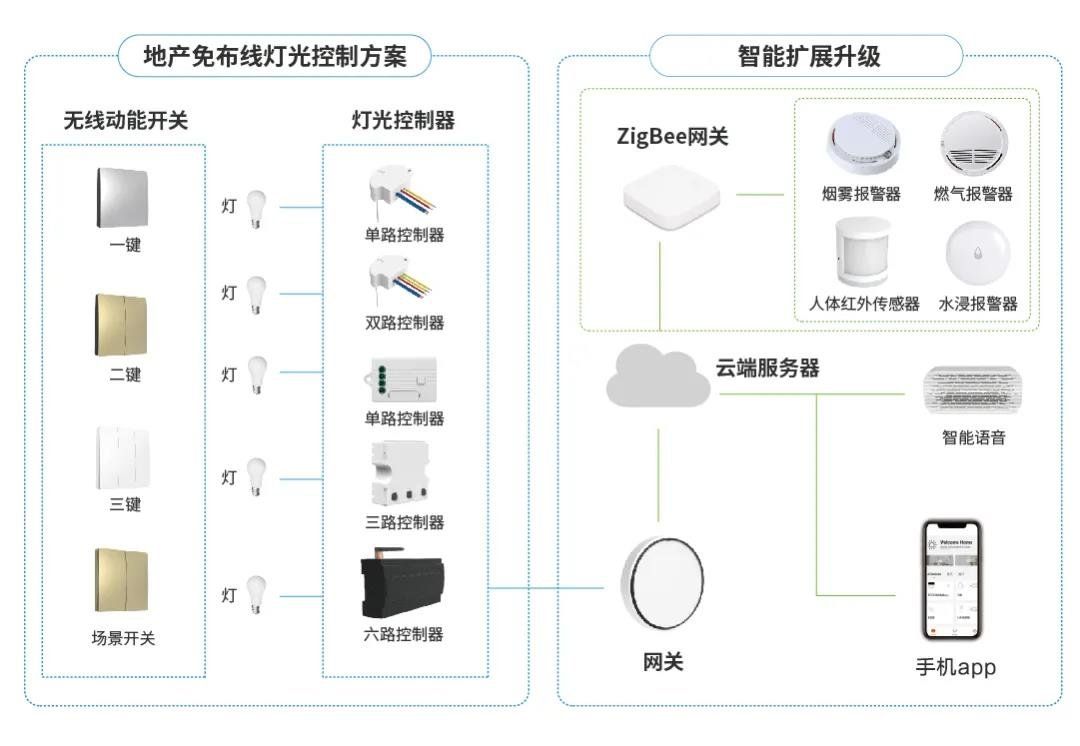 地产免布线灯光控制方案
无线动能开关
一键
二键
三键
场景开关
灯
灯
灯
灯
灯
灯光控制器
单路控制器
双路控制器
单路控制器
三路控制器
六路控制器
智能扩展升级
ZigBee网关
烟雾报警器
燃气报警器
人体红外传感器
水浸报警器
云端服务器
智能语音
网关
Welcome Home
手机app